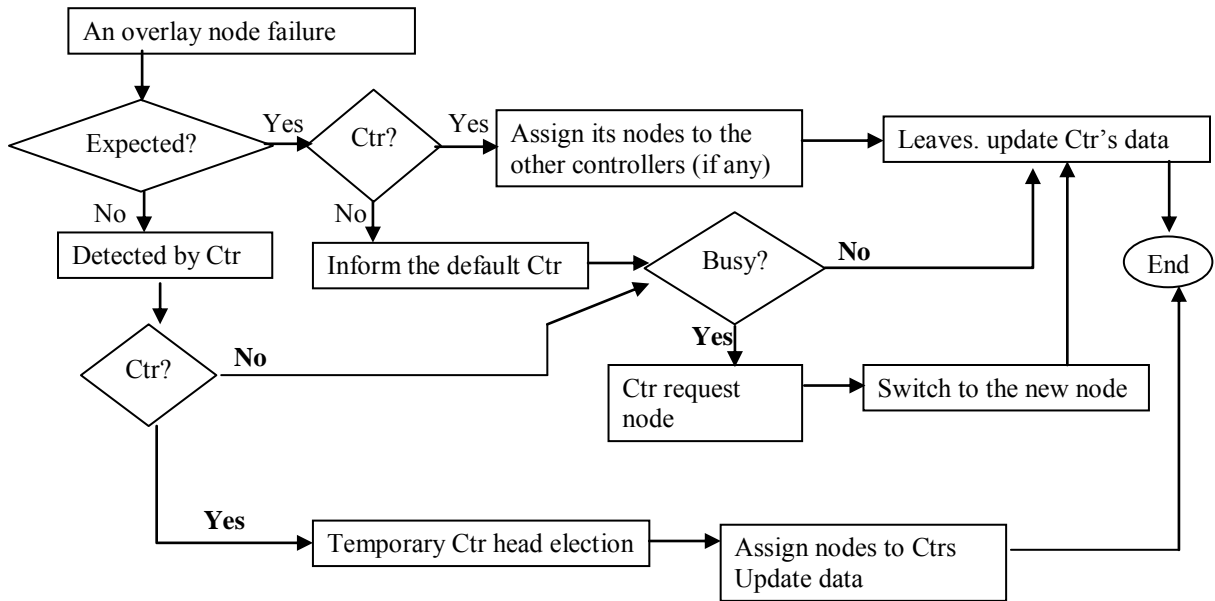 An overlay node failure
Expected?
Yes
Ctr?
Yes
Assign its nodes to the
other controllers (if any)
Leaves. update Ctr's data
No
No
Detected by Ctr
Inform the default Ctr
Busy?
No
End
Ctr?
No
Yes
Ctr request
node
Switch to the new node
Yes
Temporary Ctr head election
Assign nodes to Ctrs
Update data